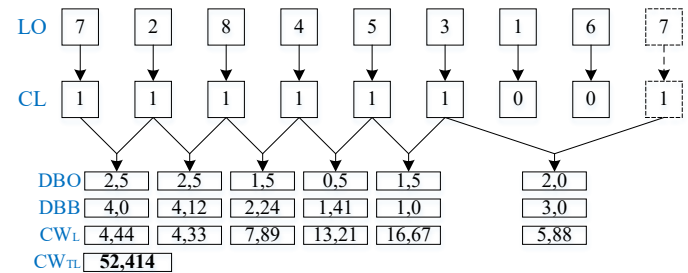 LO 7 2 8 4 5 3 1 6 7
CL 1 1 1 1 1 1 0 0 1
DBO 2,5 2,5 1,5 0,5 1,5 2,0
DBB 4,0 4,12 2,24 1,41 1,0 3,0
CWL 4,44 4,33 7,89 13,21 16,67 5,88
CWTL 52,414